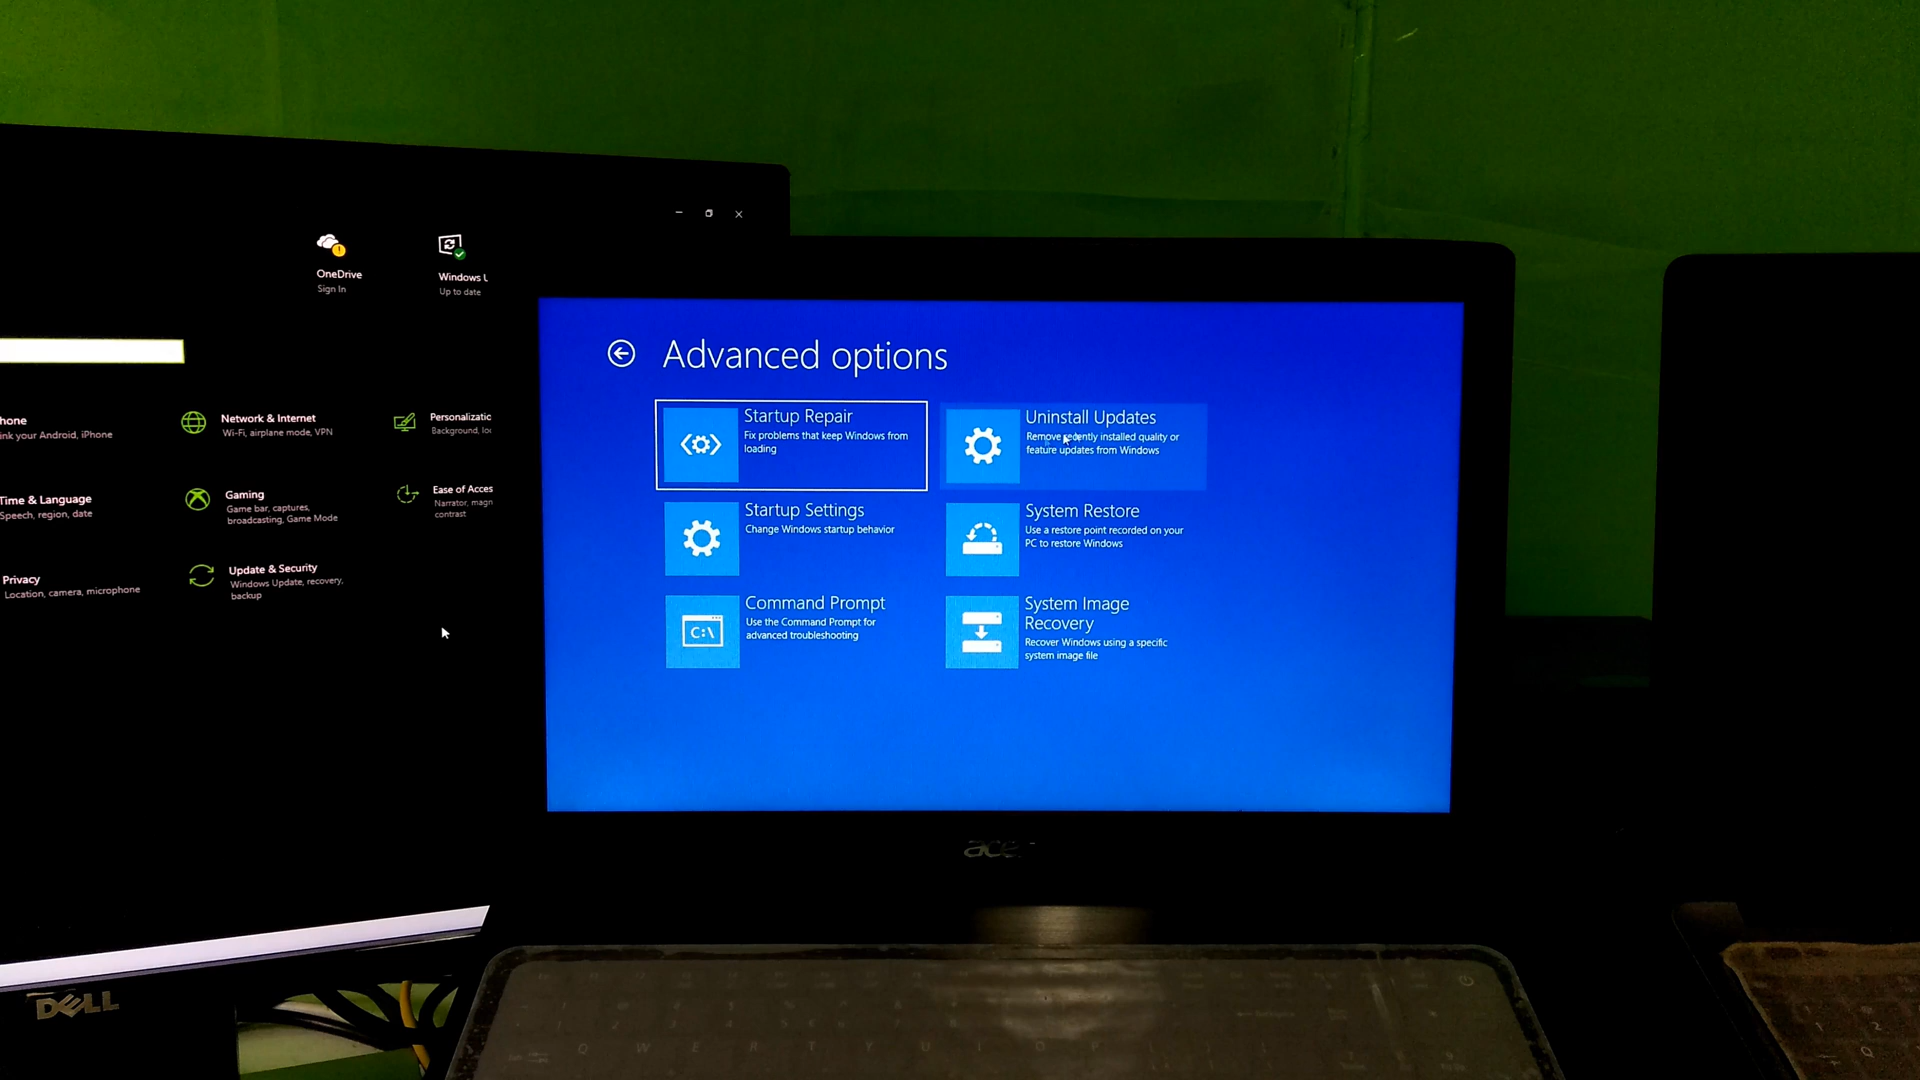 OneDrive
Sign In
Windows U
Up to date
hone
ink your Android, iPhone
Network & Internet
Wi-Fi, airplane mode, VPN
Personalizatic
Background, loc
Time & Language
Speech, region, date
Gaming
Game bar, captures,
broadcasting, Game Mode
Ease of Acces
Narrator, magn
contrast
Privacy
Location, camera, microphone
Update & Security
Windows Update, recovery,
backup
DELL
Advanced options
Startup Repair
Fix problems that keep Windows from
loading
Uninstall Updates
Remove recently installed quality or
feature updates from Windows
Startup Settings
Change Windows startup behavior
System Restore
Use a restore point recorded on your
PC to restore Windows
C:\
Command Prompt
Use the Command Prompt for
advanced troubleshooting
System Image
Recovery
Recover Windows using a specific
system image file
acer
Q W E R T Y U I O P